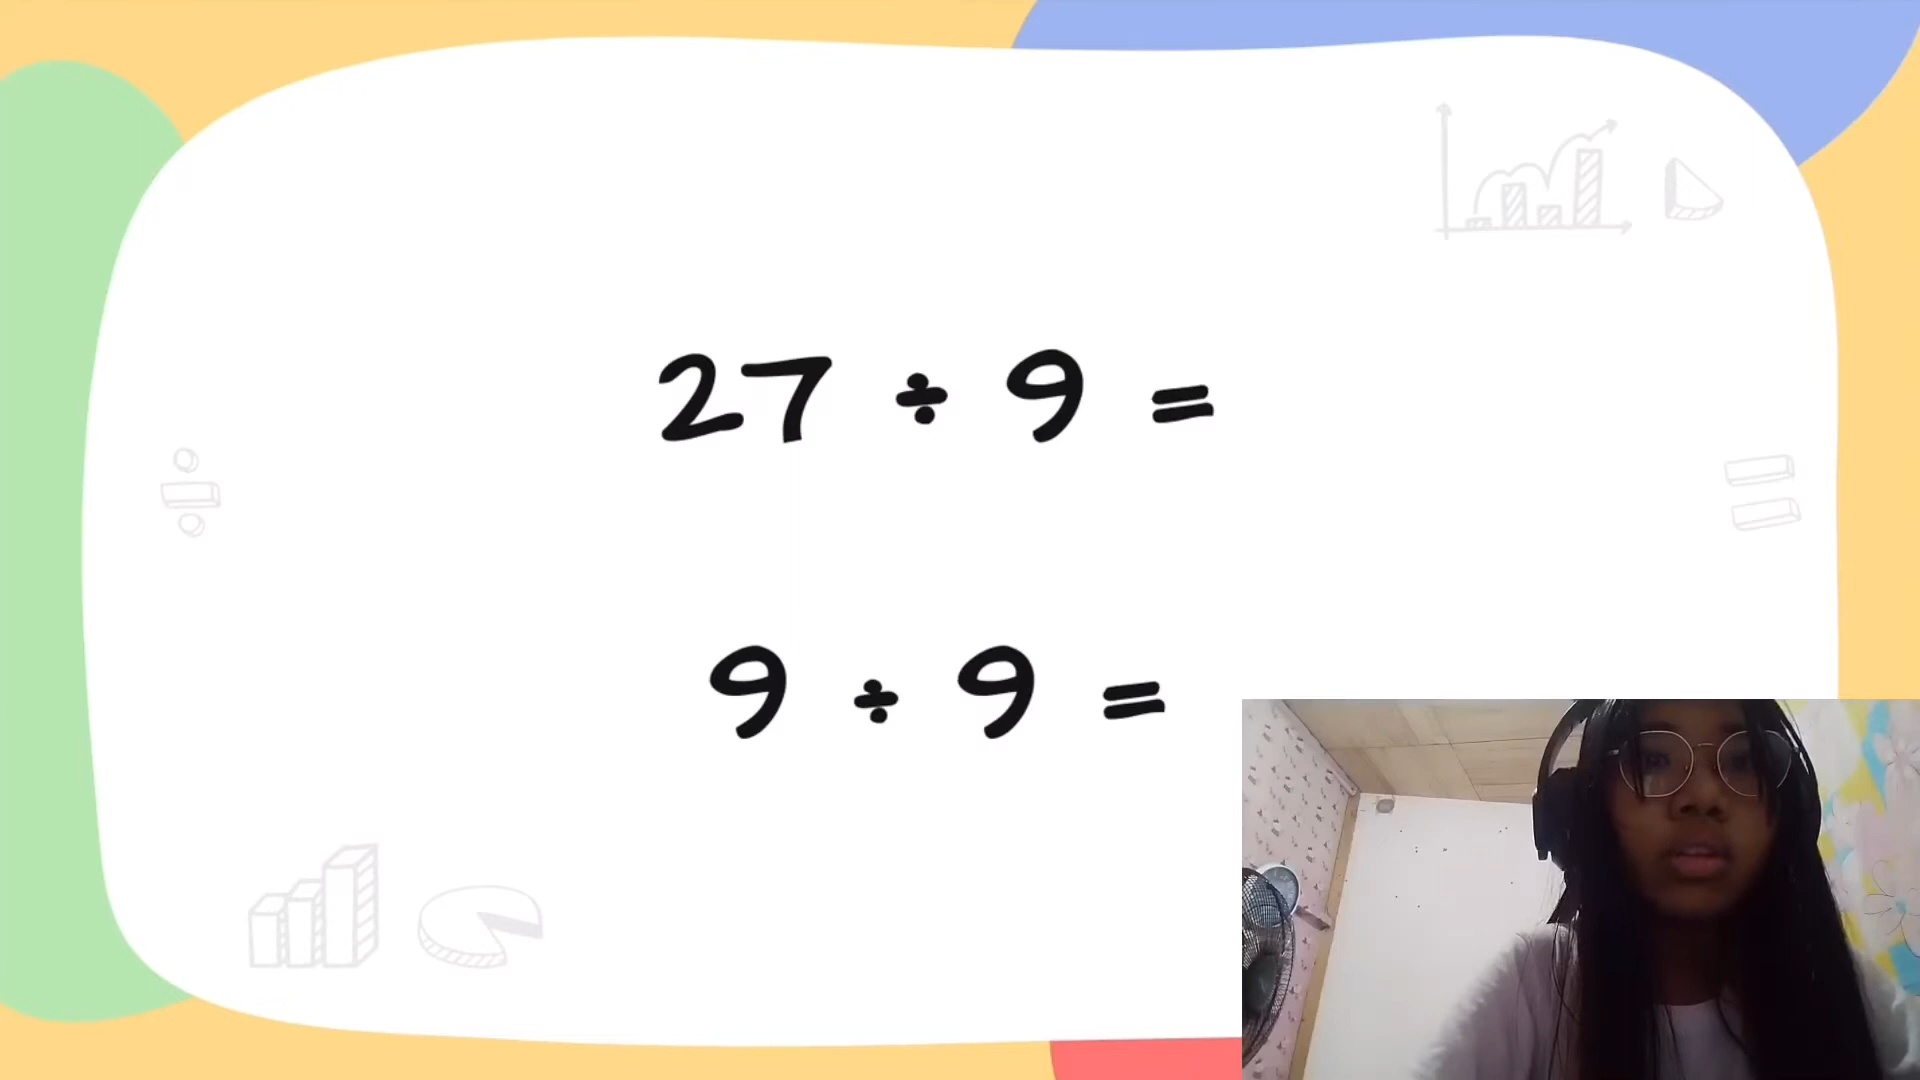 27 ÷ 9 =
9 ÷ 9 =